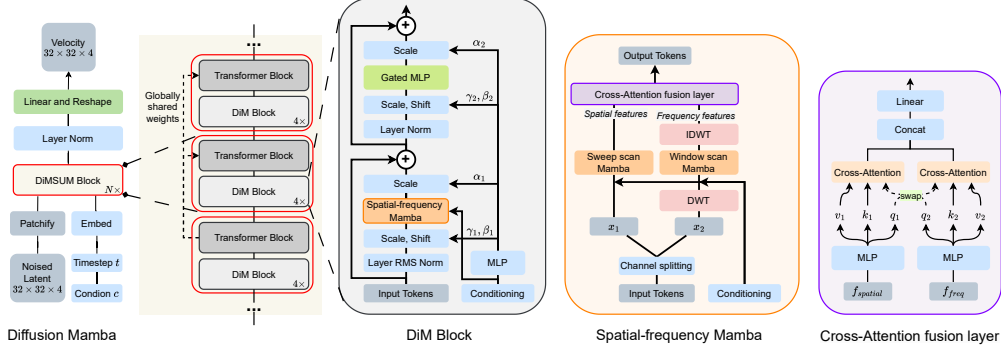 Velocity
32 × 32 × 4
Linear and Reshape
Layer Norm
DiMSUM Block
N×
Patchify
Embed
Noised
Latent
32 × 32 × 4
Timestep t
Condion c
Diffusion Mamba
...
Globally
shared
weights
Transformer Block
DiM Block
4×
Transformer Block
DiM Block
4×
Transformer Block
DiM Block
4×
...
Scale
α2
Gated MLP
Scale, Shift
γ2, β2
Layer Norm
Scale
α1
Spatial-frequency
Mamba
Scale, Shift
γ1, β1
Layer RMS Norm
MLP
Input Tokens
Conditioning
DiM Block
Output Tokens
Cross-Attention fusion layer
Spatial features
Frequency features
IDWT
Sweep scan
Mamba
Window scan
Mamba
DWT
x1
x2
Channel splitting
Input Tokens
Conditioning
Spatial-frequency Mamba
Linear
Concat
Cross-Attention
Cross-Attention
swap
v1
k1
q1
q2
k2
v2
MLP
MLP
fspatial
ffreq
Cross-Attention fusion layer